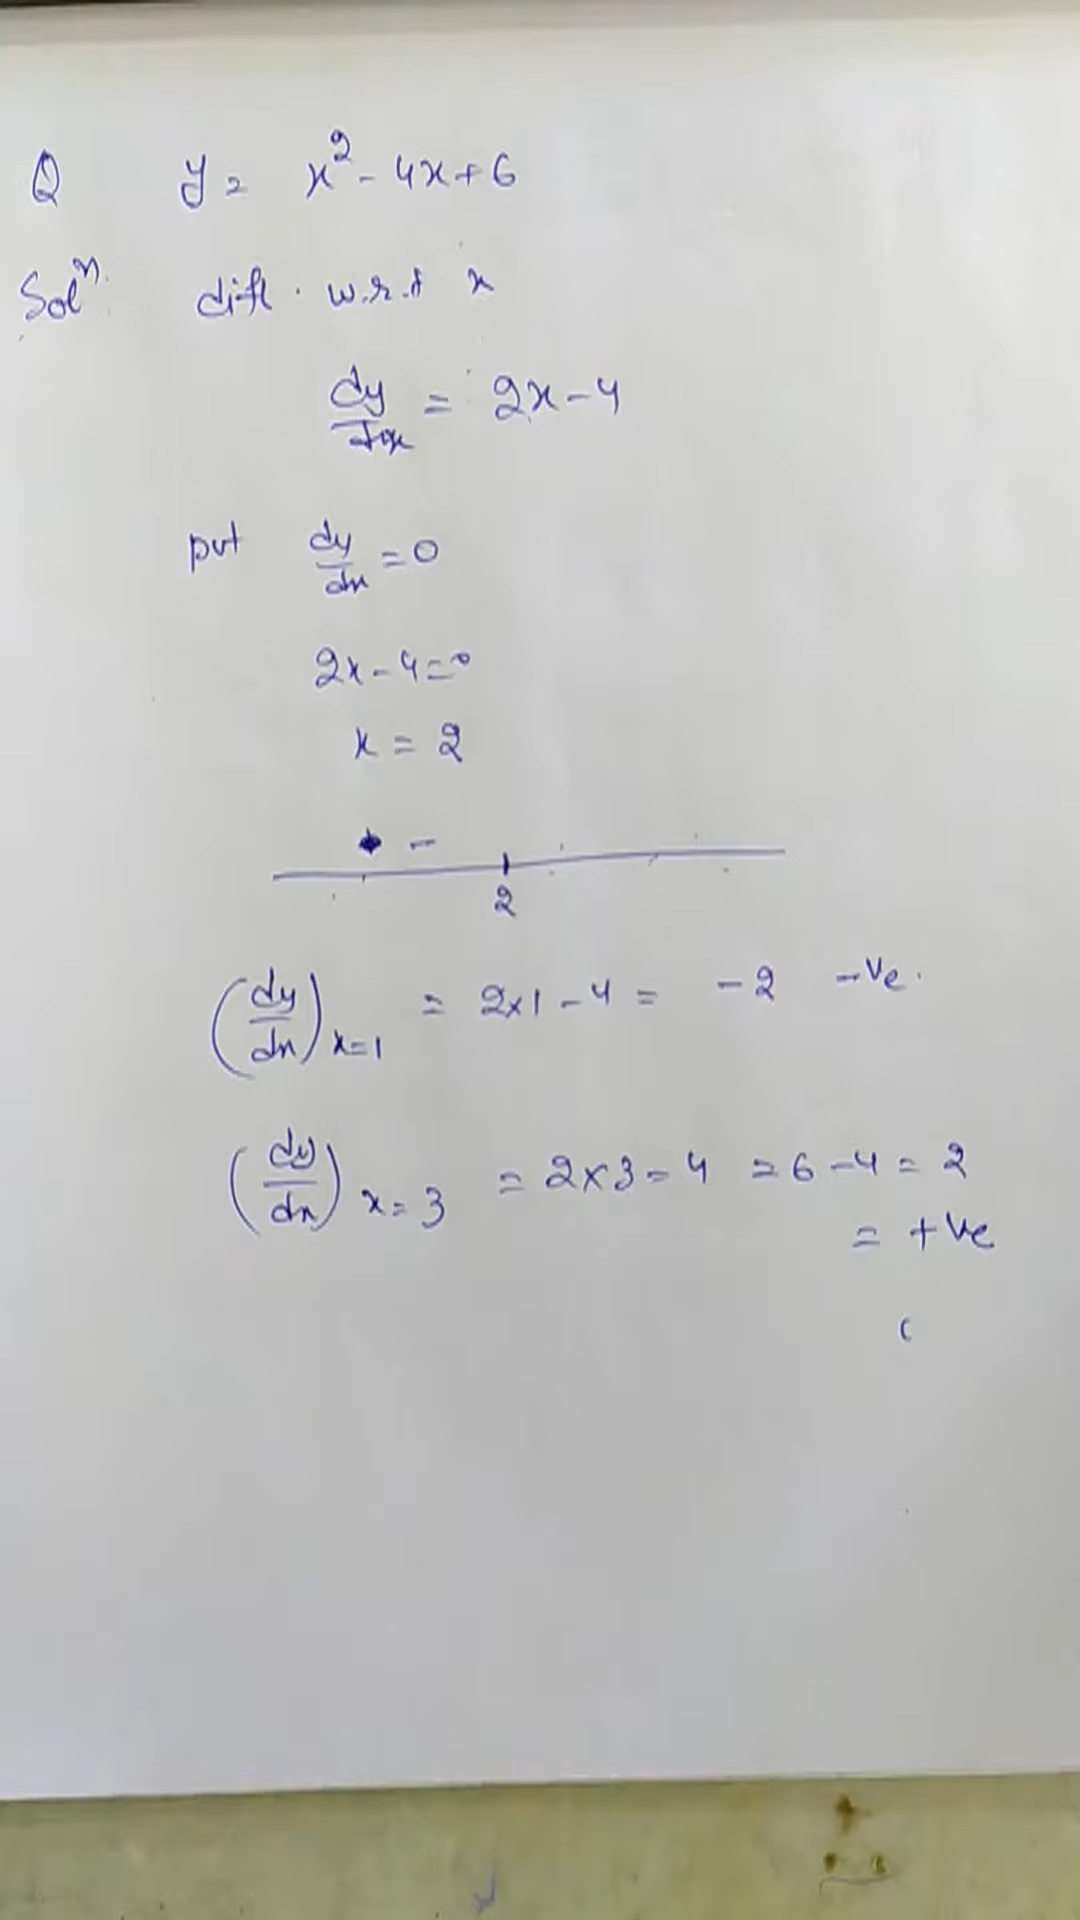 Q y = x² - 4x + 6
Solⁿ. diff. w.r.t x
dy/dx = 2x - 4
put dy/dx = 0
2x - 4 = 0
x = 2
-
2
(dy/dx) x=1 = 2×1 - 4 = -2 -ve.
(dy/dx) x=3 = 2×3 - 4 = 6 - 4 = 2
= +ve
(